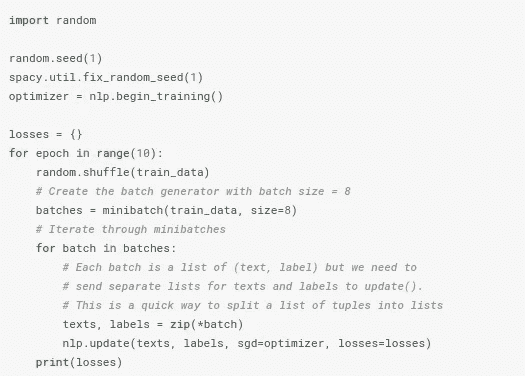 import random

random.seed(1)
spacy.util.fix_random_seed(1)
optimizer = nlp.begin_training()

losses = {}
for epoch in range(10):
    random.shuffle(train_data)
    # Create the batch generator with batch size = 8
    batches = minibatch(train_data, size=8)
    # Iterate through minibatches
    for batch in batches:
        # Each batch is a list of (text, label) but we need to
        # send separate lists for texts and labels to update().
        # This is a quick way to split a list of tuples into lists
        texts, labels = zip(*batch)
        nlp.update(texts, labels, sgd=optimizer, losses=losses)
    print(losses)